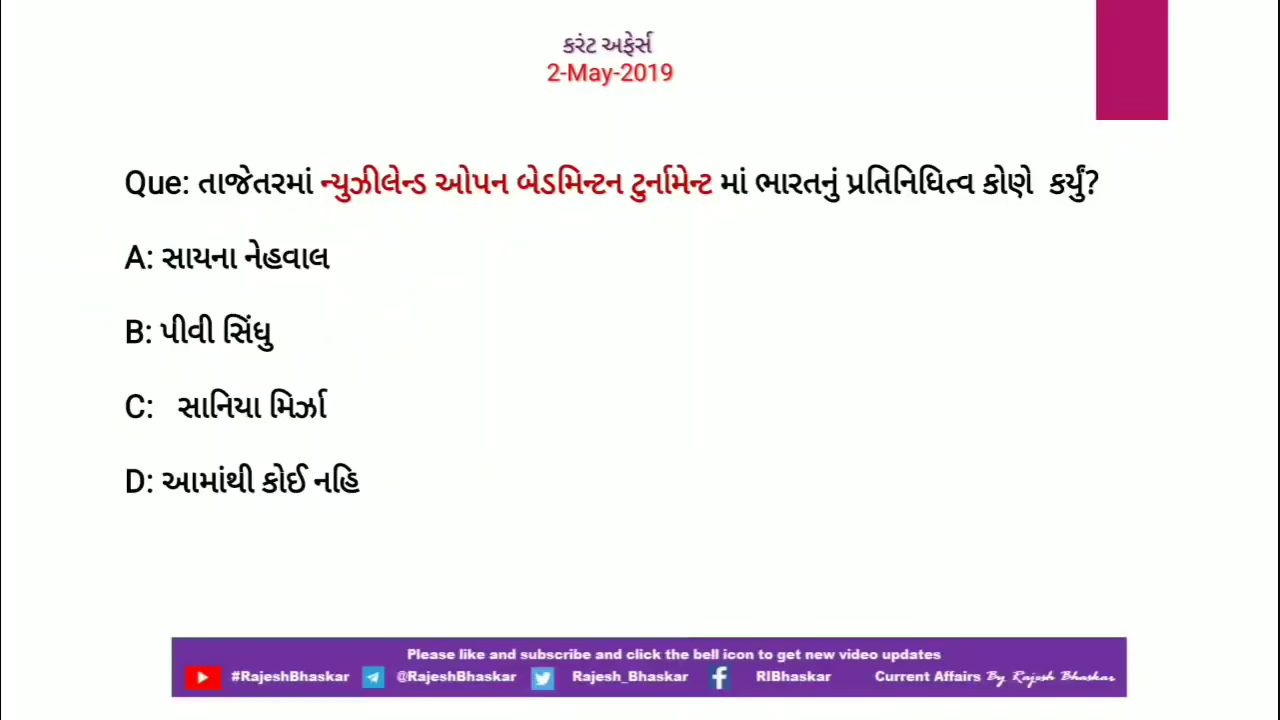 કરંટ અફેર્સ
2-May-2019
Que: તાજેતરમાં ન્યુઝીલેન્ડ ઓપન બેડમિન્ટન ટુર્નામેન્ટ માં ભારતનું પ્રતિનિધિત્વ કોણે કર્યું?
A: સાયના નેહવાલ
B: પીવી સિંધુ
C: સાનિયા મિર્ઝા
D: આમાંથી કોઈ નહિ
Please like and subscribe and click the bell icon to get new video updates
#RajeshBhaskar @RajeshBhaskar Rajesh_Bhaskar RIBhaskar Current Affairs By Rajesh Bhaskar